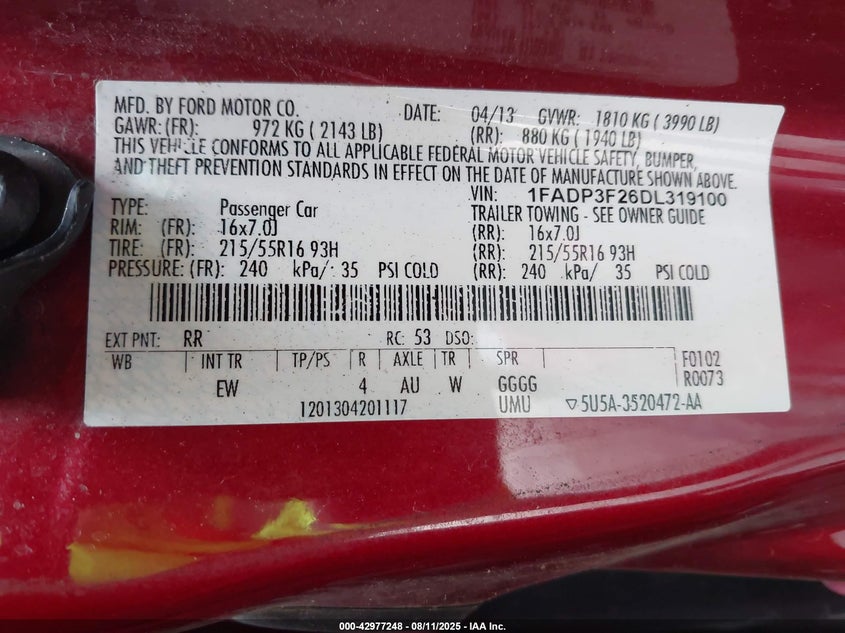 MFD. BY FORD MOTOR CO. DATE: 04/13 GVWR: 1810 KG ( 3990 LB)
GAWR: (FR): 972 KG ( 2143 LB) (RR): 880 KG ( 1940 LB)
THIS VEHICLE CONFORMS TO ALL APPLICABLE FEDERAL MOTOR VEHICLE SAFETY, BUMPER,
AND THEFT PREVENTION STANDARDS IN EFFECT ON THE DATE OF MANUFACTURE SHOWN ABOVE.
VIN: 1FADP3F26DL319100
TYPE: Passenger Car TRAILER TOWING - SEE OWNER GUIDE
RIM: (FR): 16x7.0J (RR): 16x7.0J
TIRE: (FR): 215/55R16 93H (RR): 215/55R16 93H
PRESSURE: (FR): 240 kPa/ 35 PSI COLD (RR): 240 kPa/ 35 PSI COLD
EXT PNT: RR RC: 53 DSO:
WB INT TR TP/PS R AXLE TR SPR F0102
EW 4 AU W GGGG R0073
1201304201117 UMU ▽5U5A-3520472-AA
000-42977248 - 08/11/2025 - IAA Inc.